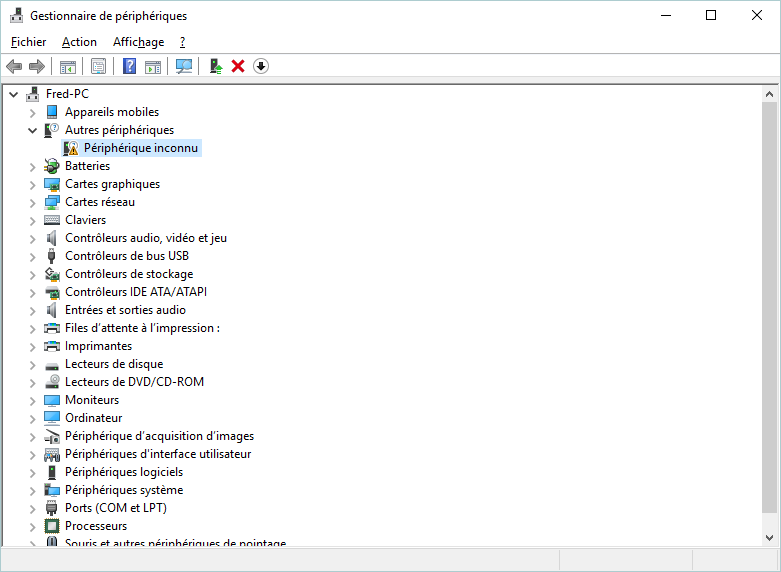 Gestionnaire de périphériques
Fichier Action Affichage ?
Fred-PC
Appareils mobiles
Autres périphériques
Périphérique inconnu
Batteries
Cartes graphiques
Cartes réseau
Claviers
Contrôleurs audio, vidéo et jeu
Contrôleurs de bus USB
Contrôleurs de stockage
Contrôleurs IDE ATA/ATAPI
Entrées et sorties audio
Files d'attente à l'impression :
Imprimantes
Lecteurs de disque
Lecteurs de DVD/CD-ROM
Moniteurs
Ordinateur
Périphérique d'acquisition d'images
Périphériques d'interface utilisateur
Périphériques logiciels
Périphériques système
Ports (COM et LPT)
Processeurs
Souris et autres périphériques de pointage